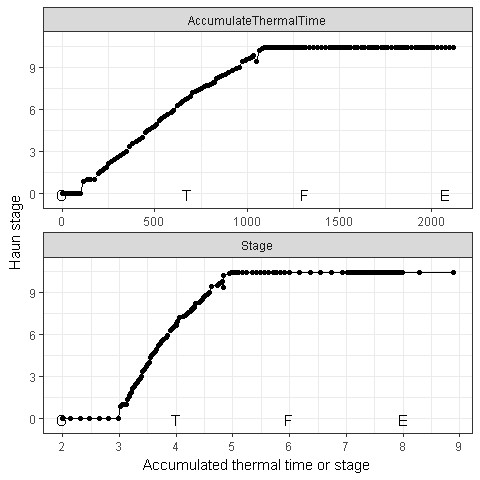 AccumulateThermalTime
9
6
3
0
T F E
0 500 1000 1500 2000
Haun stage
Stage
9
6
3
0
T F E
2 3 4 5 6 7 8 9
Accumulated thermal time or stage